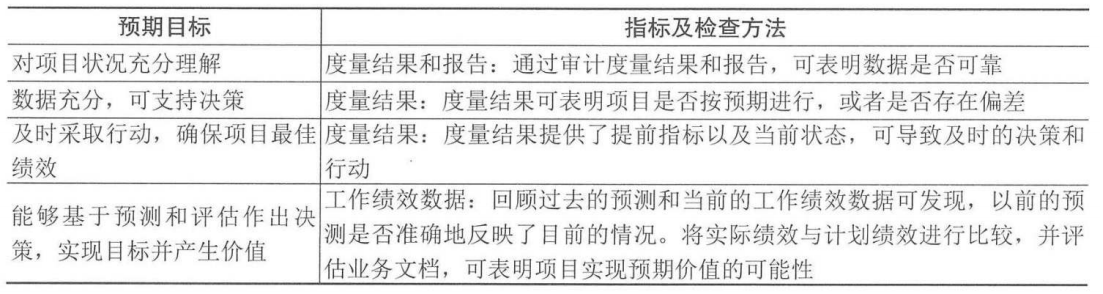 预期目标 指标及检查方法
对项目状况充分理解 度量结果和报告：通过审计度量结果和报告，可表明数据是否可靠
数据充分，可支持决策 度量结果：度量结果可表明项目是否按预期进行，或者是否存在偏差
及时采取行动，确保项目最佳 度量结果：度量结果提供了提前指标以及当前状态，可导致及时的决策和
绩效 行动
工作绩效数据：回顾过去的预测和当前的工作绩效数据可发现，以前的预
能够基于预测和评估作出决 测是否准确地反映了目前的情况。将实际绩效与计划绩效进行比较，并评
策，实现目标并产生价值 估业务文档，可表明项目实现预期价值的可能性